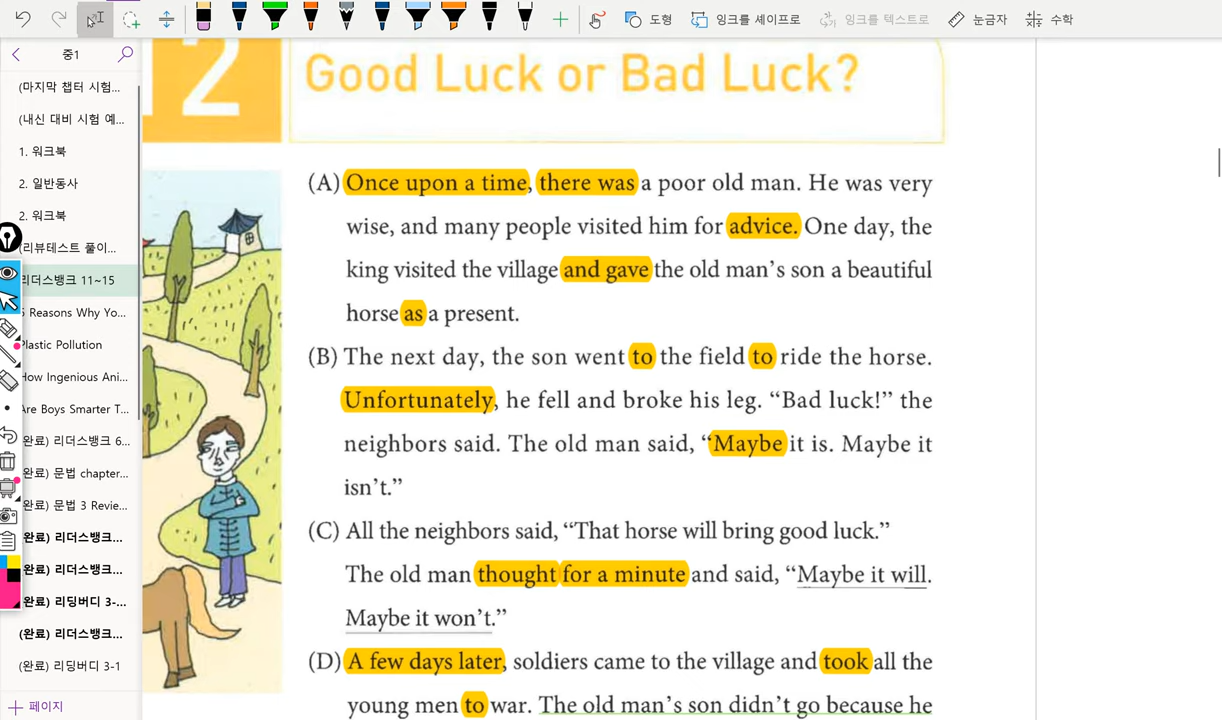 도형
잉크를 셰이프로
잉크를 텍스트로
눈금자
수학
중1
(마지막 챕터 시험...
(내신 대비 시험 예...
1. 워크북
2. 일반동사
2. 워크북
(리뷰테스트 풀이...
리더스뱅크 11~15
Reasons Why Yo...
Plastic Pollution
How Ingenious Ani...
Are Boys Smarter T...
완료) 리더스뱅크 6...
완료) 문법 chapter...
완료) 문법 3 Revie...
완료) 리더스뱅크...
완료) 리더스뱅크...
완료) 리딩버디 3-...
(완료) 리더스뱅크...
(완료) 리딩버디 3-1
페이지
12 Good Luck or Bad Luck?
(A) Once upon a time, there was a poor old man. He was very
wise, and many people visited him for advice. One day, the
king visited the village and gave the old man's son a beautiful
horse as a present.
(B) The next day, the son went to the field to ride the horse.
Unfortunately, he fell and broke his leg. "Bad luck!" the
neighbors said. The old man said, "Maybe it is. Maybe it
isn't."
(C) All the neighbors said, "That horse will bring good luck."
The old man thought for a minute and said, "Maybe it will.
Maybe it won't."
(D) A few days later, soldiers came to the village and took all the
young men to war. The old man's son didn't go because he